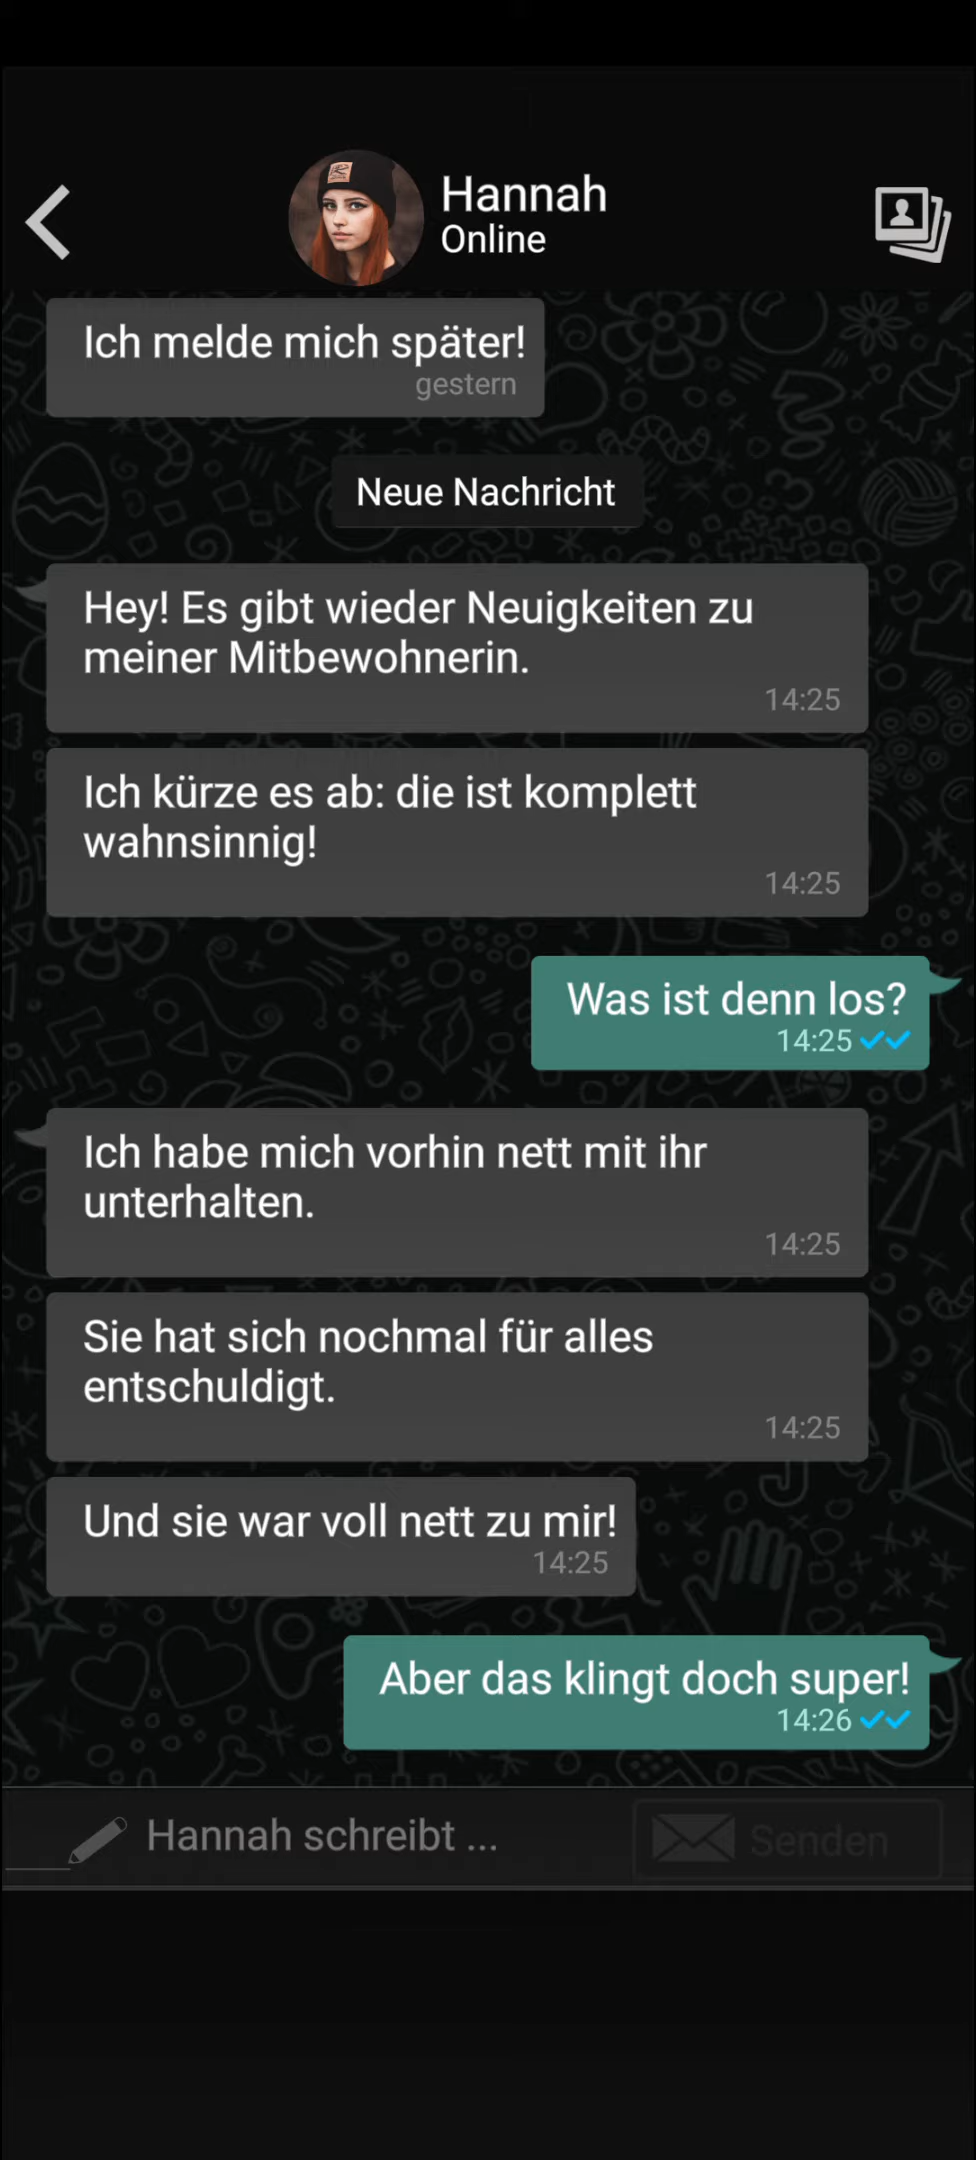 Hannah
Online
Ich melde mich später!
gestern
Neue Nachricht
Hey! Es gibt wieder Neuigkeiten zu
meiner Mitbewohnerin.
14:25
Ich kürze es ab: die ist komplett
wahnsinnig!
14:25
Was ist denn los?
14:25
Ich habe mich vorhin nett mit ihr
unterhalten.
14:25
Sie hat sich nochmal für alles
entschuldigt.
14:25
Und sie war voll nett zu mir!
14:25
Aber das klingt doch super!
14:26
Hannah schreibt ...
Senden